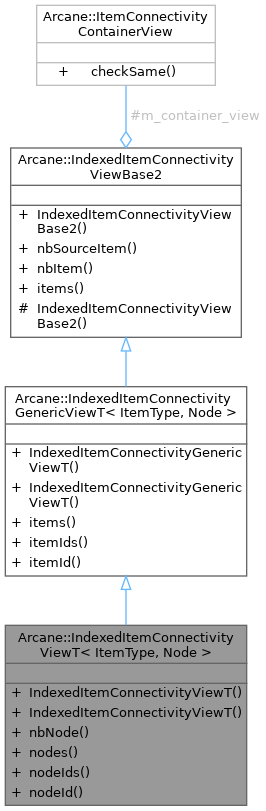 Arcane::ItemConnectivity
ContainerView
+ checkSame()
#m_container_view
Arcane::IndexedItemConnectivity
ViewBase2
+ IndexedItemConnectivityView
Base2()
+ nbSourceItem()
+ nbItem()
+ items()
# IndexedItemConnectivityView
Base2()
Arcane::IndexedItemConnectivity
GenericViewT< ItemType, Node >
+ IndexedItemConnectivityGeneric
ViewT()
+ IndexedItemConnectivityGeneric
ViewT()
+ items()
+ itemIds()
+ itemId()
Arcane::IndexedItemConnectivity
ViewT< ItemType, Node >
+ IndexedItemConnectivityViewT()
+ IndexedItemConnectivityViewT()
+ nbNode()
+ nodes()
+ nodeIds()
+ nodeId()